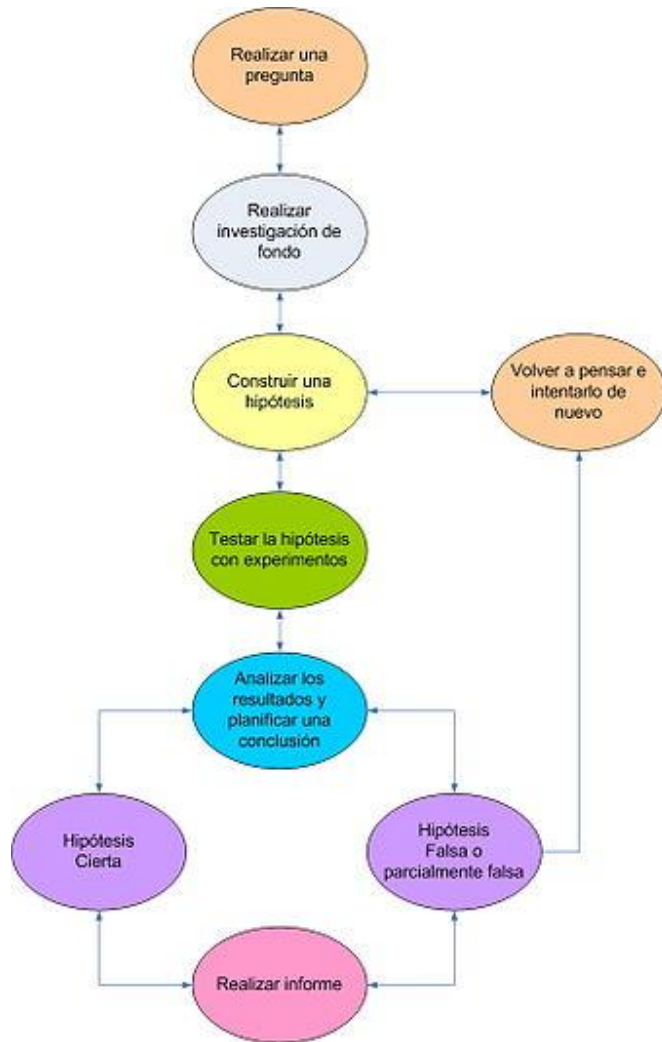 Realizar una
pregunta
Realizar
investigación de
fondo
Construir una
hipótesis
Volver a pensar e
intentarlo de
nuevo
Testar la hipótesis
con experimentos
Analizar los
resultados y
planificar una
conclusión
Hipótesis
Cierta
Hipótesis
Falsa o
parcialmente falsa
Realizar informe